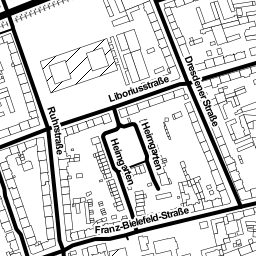 Liboriusstraße
Dresdener Straße
Ruhrstraße
Heimgarten
Heimgarten
Franz-Bielefeld-Straße